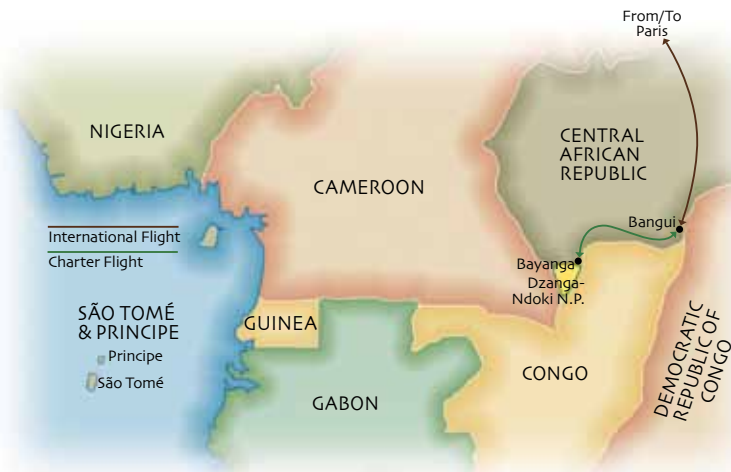 From/To
Paris
NIGERIA
CENTRAL
AFRICAN
REPUBLIC
CAMEROON
Bangui
International Flight
Charter Flight
Bayanga
Dzanga-
Ndoki N.P.
SÃO TOMÉ
& PRINCIPE
GUINEA
Principe
São Tomé
GABON
CONGO
DEMOCRATIC
REPUBLIC OF
CONGO